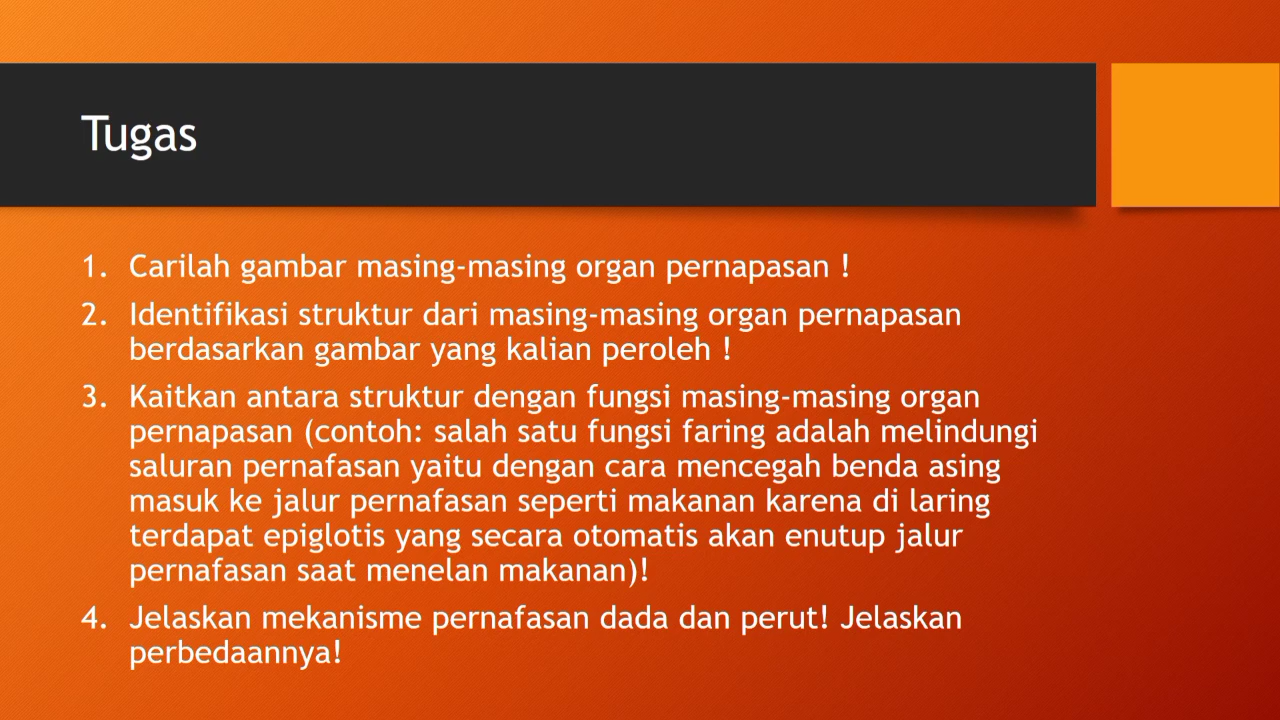 Tugas
1. Carilah gambar masing-masing organ pernapasan !
2. Identifikasi struktur dari masing-masing organ pernapasan
berdasarkan gambar yang kalian peroleh !
3. Kaitkan antara struktur dengan fungsi masing-masing organ
pernapasan (contoh: salah satu fungsi faring adalah melindungi
saluran pernafasan yaitu dengan cara mencegah benda asing
masuk ke jalur pernafasan seperti makanan karena di laring
terdapat epiglotis yang secara otomatis akan enutup jalur
pernafasan saat menelan makanan)!
4. Jelaskan mekanisme pernafasan dada dan perut! Jelaskan
perbedaannya!